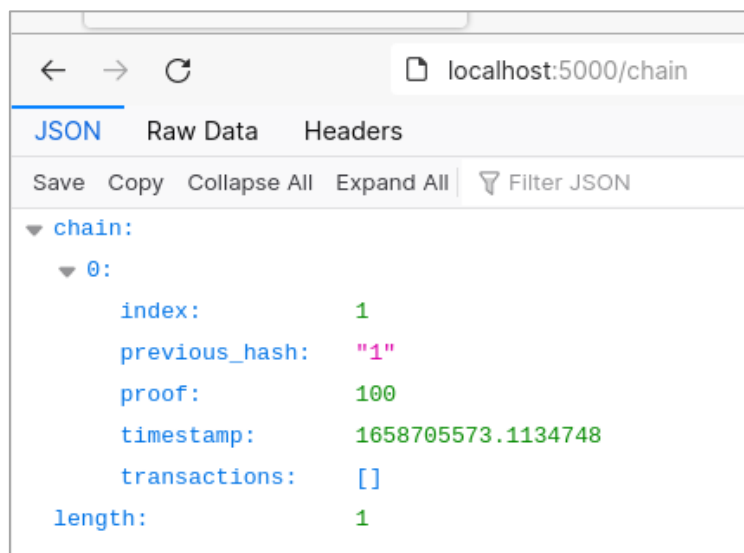 localhost:5000/chain
JSON Raw Data Headers
Save Copy Collapse All Expand All Filter JSON
chain:
0:
index: 1
previous_hash: "1"
proof: 100
timestamp: 1658705573.1134748
transactions: []
length: 1